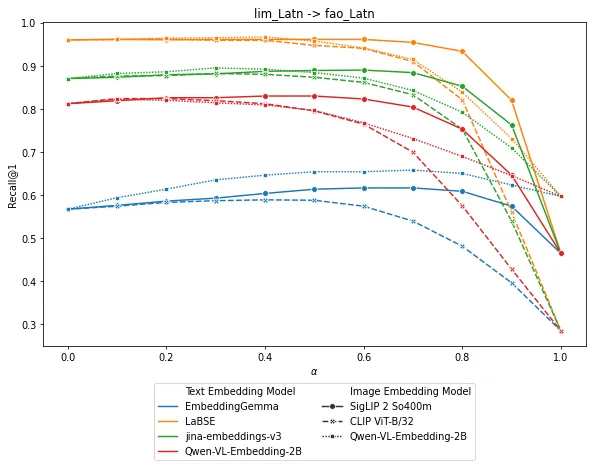 lim_Latn -> fao_Latn
Recall@1
1.0
0.9
0.8
0.7
0.6
0.5
0.4
0.3
0.0 0.2 0.4 0.6 0.8 1.0
α
Text Embedding Model
EmbeddingGemma
LaBSE
jina-embeddings-v3
Qwen-VL-Embedding-2B
Image Embedding Model
SigLIP 2 So400m
CLIP ViT-B/32
Qwen-VL-Embedding-2B